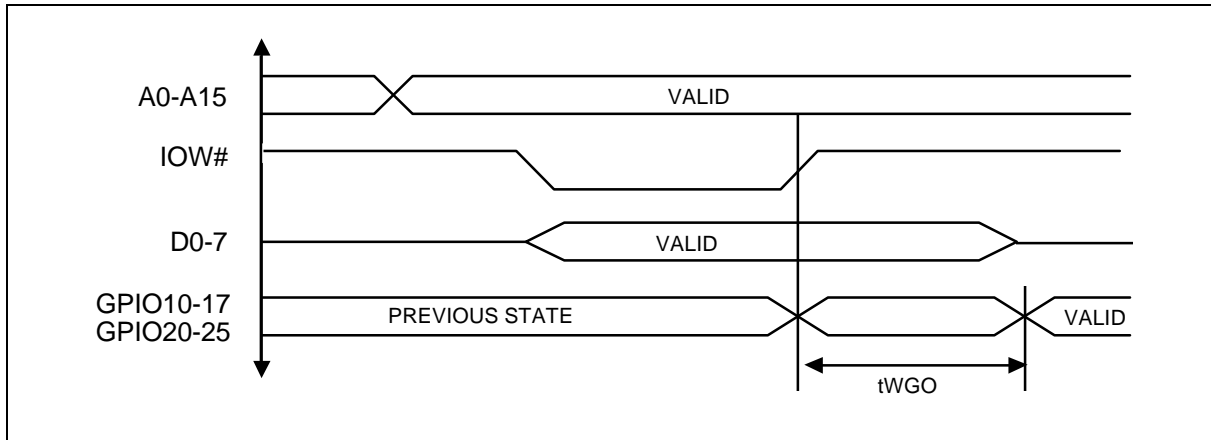 A0-A15
VALID
IOW#
D0-7
VALID
GPIO10-17
GPIO20-25
PREVIOUS STATE
VALID
tWGO